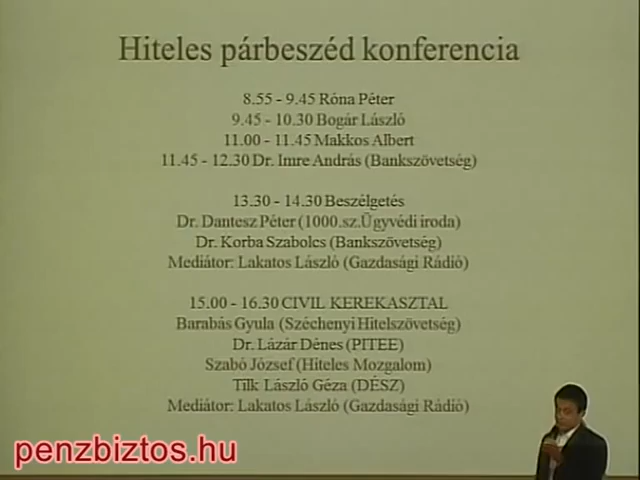 Hiteles párbeszéd konferencia
8.55 - 9.45 Róna Péter
9.45 - 10.30 Bogár László
11.00 - 11.45 Makkos Albert
11.45 - 12.30 Dr. Imre András (Bankszövetség)
13.30 - 14.30 Beszélgetés
Dr. Dantesz Péter (1000.sz.Ügyvédi iroda)
Dr. Korba Szabolcs (Bankszövetség)
Mediátor: Lakatos László (Gazdasági Rádió)
15.00 - 16.30 CIVIL KEREKASZTAL
Barabás Gyula (Széchenyi Hitelszövetség)
Dr. Lázár Dénes (PITEE)
Szabó József (Hiteles Mozgalom)
Tilk László Géza (DÉSZ)
Mediátor: Lakatos László (Gazdasági Rádió)
penzbiztos.hu